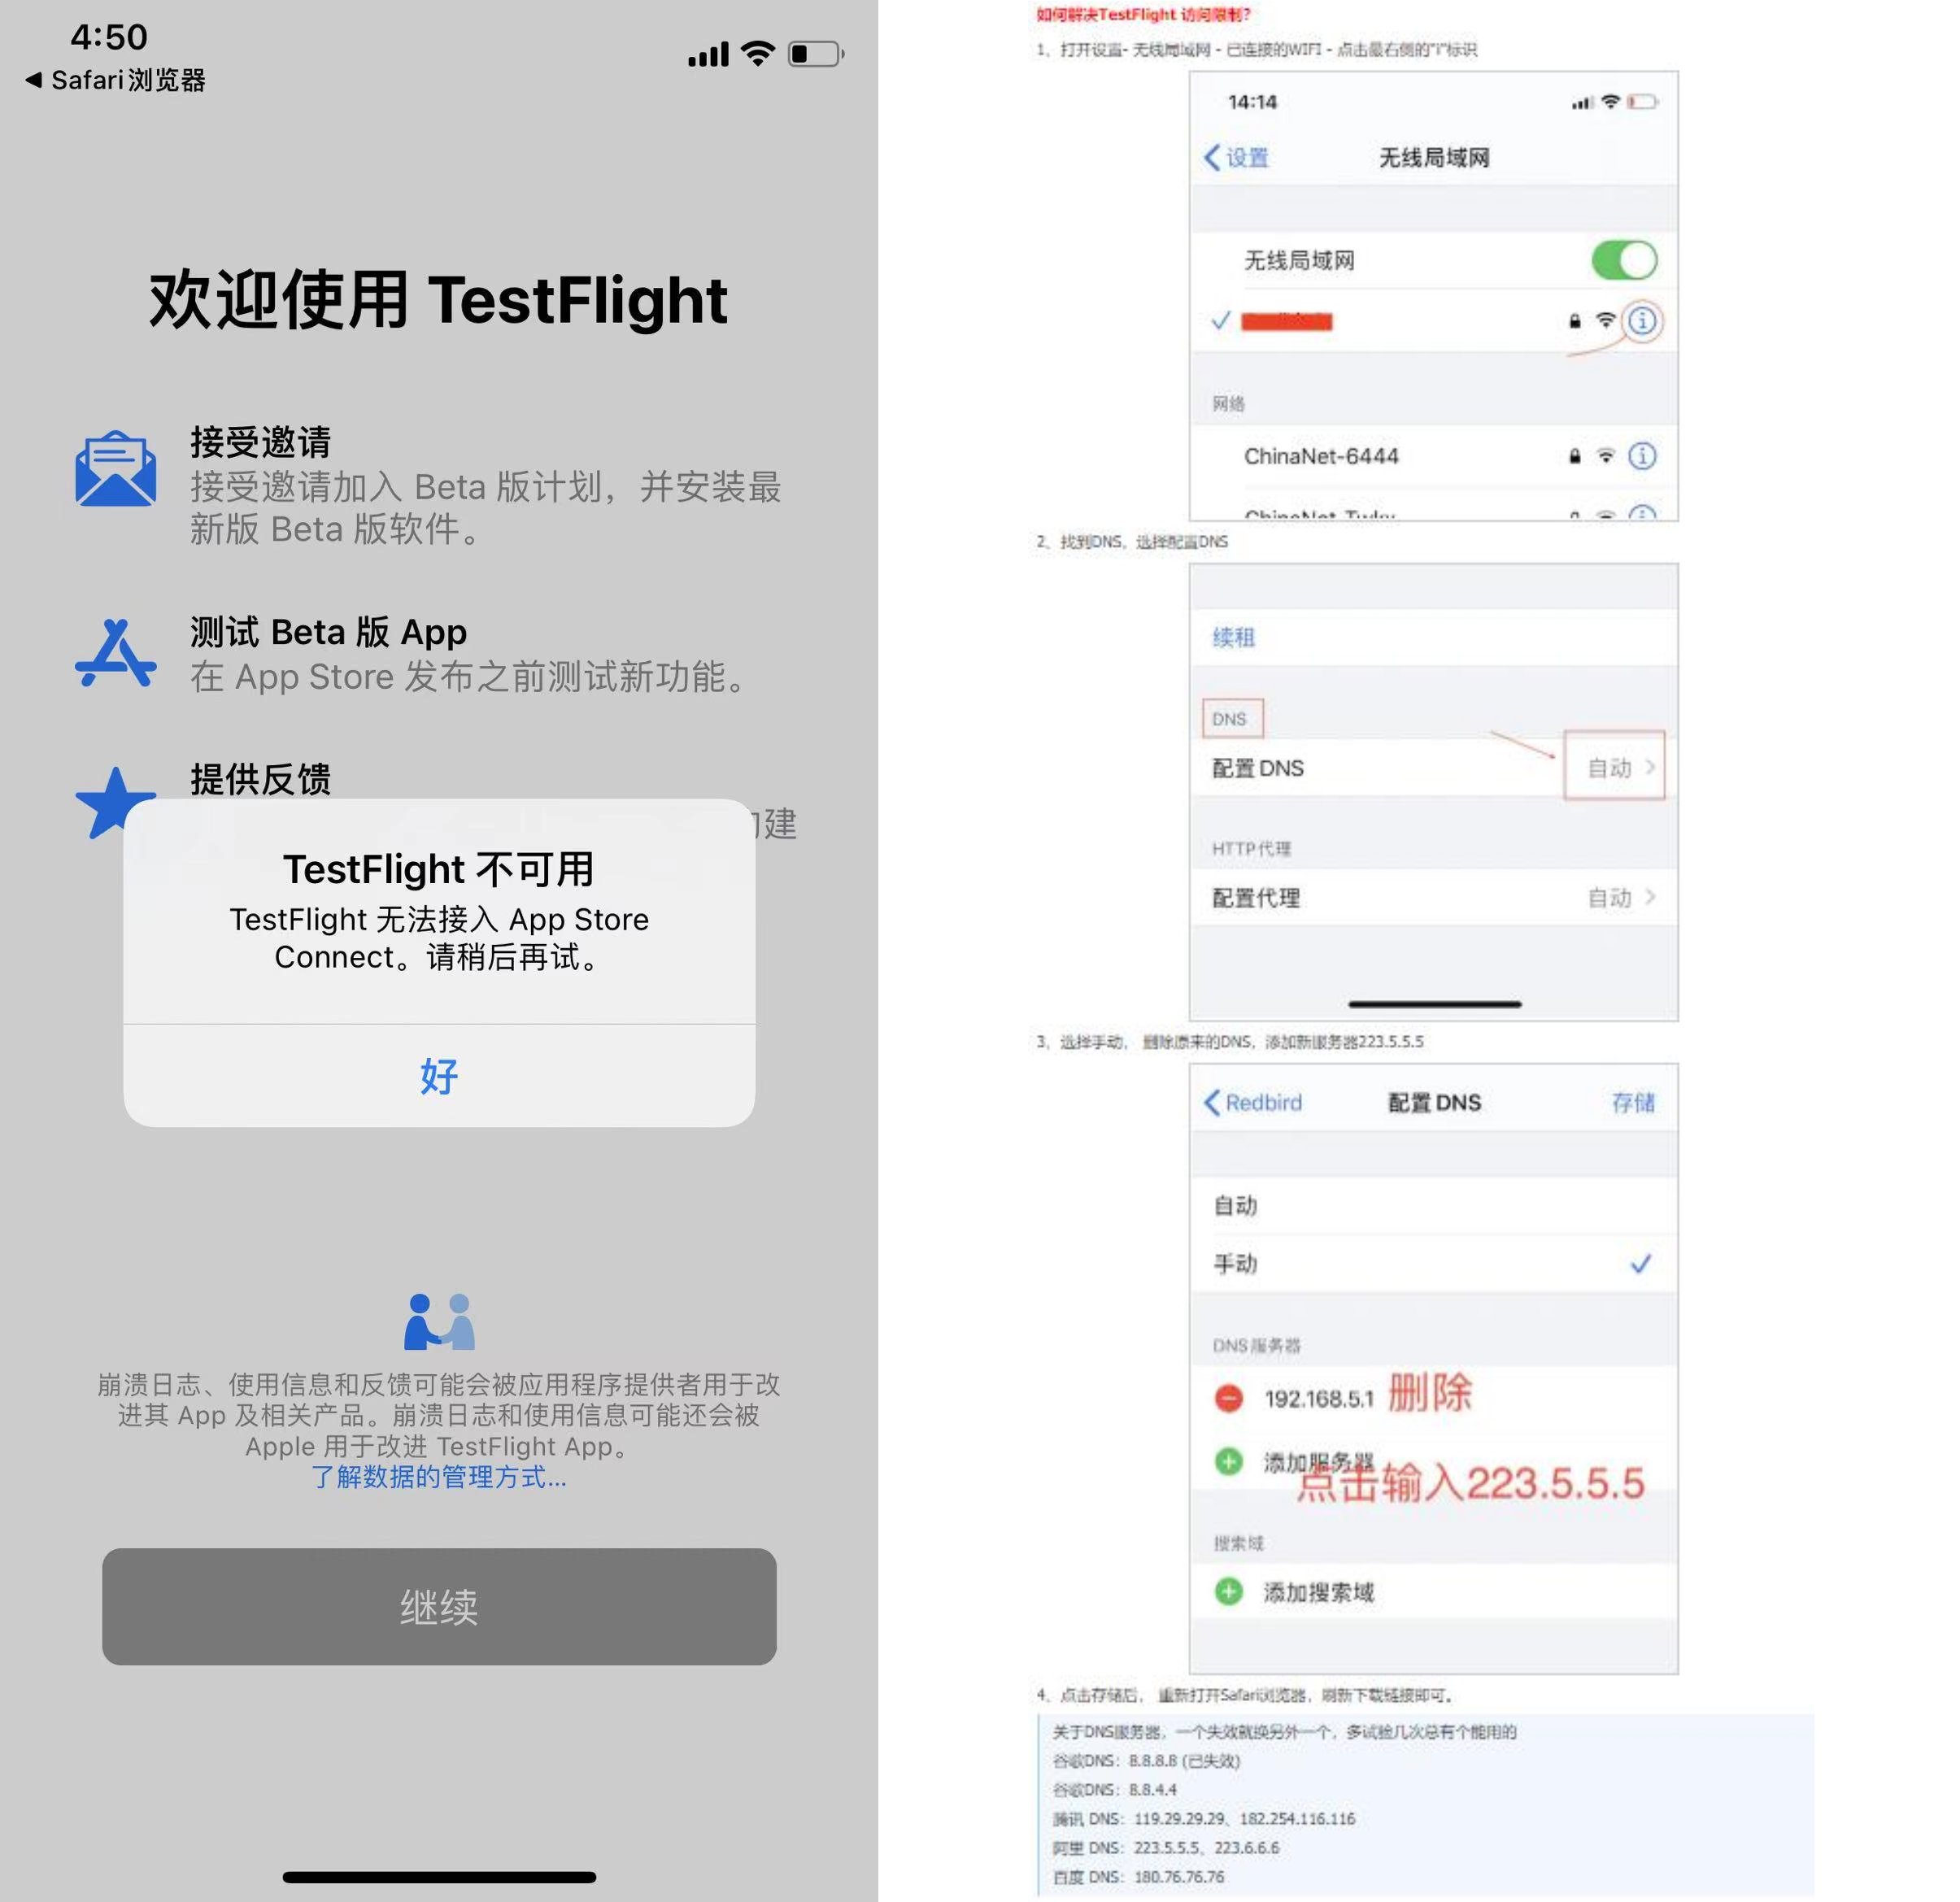 4:50
◀ Safari浏览器
欢迎使用 TestFlight
接受邀请
接受邀请加入 Beta 版计划，并安装最
新版 Beta 版软件。
测试 Beta 版 App
在 App Store 发布之前测试新功能。
提供反馈
建
TestFlight 不可用
TestFlight 无法接入 App Store
Connect。请稍后再试。
好
崩溃日志、使用信息和反馈可能会被应用程序提供者用于改
进其 App 及相关产品。崩溃日志和使用信息可能还会被
Apple 用于改进 TestFlight App。
了解数据的管理方式...
继续
如何解决TestFlight 访问限制?
1、打开设置- 无线局域网 - 已连接的WIFI - 点击最右侧的"i"标识
14:14
设置
无线局域网
无线局域网
网络
ChinaNet-6444
2、找到DNS，选择配置DNS
续租
DNS
配置 DNS
自动
HTTP代理
配置代理
自动
3、选择手动， 删除原来的DNS，添加新服务器223.5.5.5
Redbird
配置 DNS
存储
自动
手动
DNS 服务器
192.168.5.1 删除
添加服务器
点击输入223.5.5.5
搜索域
添加搜索域
4、点击存储后， 重新打开Safari浏览器，刷新下载链接即可。
关于DNS服务器，一个失效就换另外一个，多试验几次总有个能用的
谷歌DNS：8.8.8.8 (已失效)
谷歌DNS：8.8.4.4
腾讯 DNS：119.29.29.29、182.254.116.116
阿里 DNS：223.5.5.5、223.6.6.6
百度 DNS：180.76.76.76